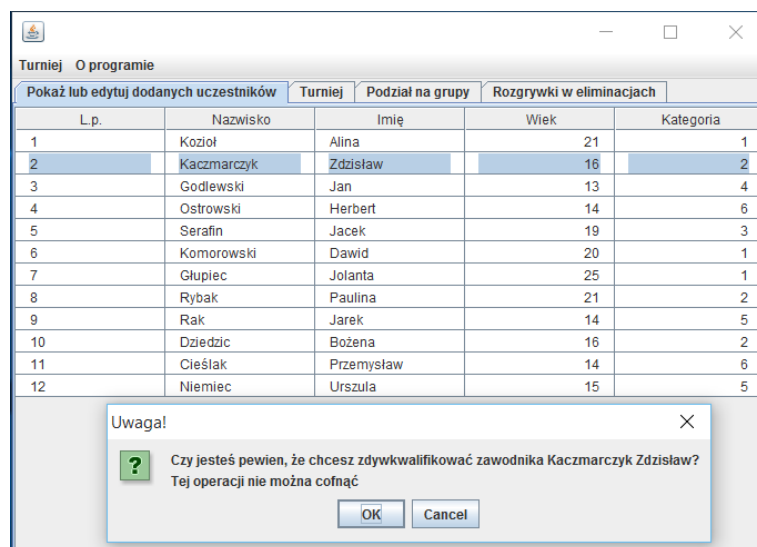 Turniej O programie
Pokaż lub edytuj dodanych uczestników Turniej Podział na grupy Rozgrywki w eliminacjach
L.p. Nazwisko Imię Wiek Kategoria
1 Kozioł Alina 21 1
2 Kaczmarczyk Zdzisław 16 2
3 Godlewski Jan 13 4
4 Ostrowski Herbert 14 6
5 Serafin Jacek 19 3
6 Komorowski Dawid 20 1
7 Głupiec Jolanta 25 1
8 Rybak Paulina 21 2
9 Rak Jarek 14 5
10 Dziedzic Bożena 16 2
11 Cieślak Przemysław 14 6
12 Niemiec Urszula 15 5
Uwaga!
Czy jesteś pewien, że chcesz zdywkwalifikować zawodnika Kaczmarczyk Zdzisław?
Tej operacji nie można cofnąć
OK Cancel